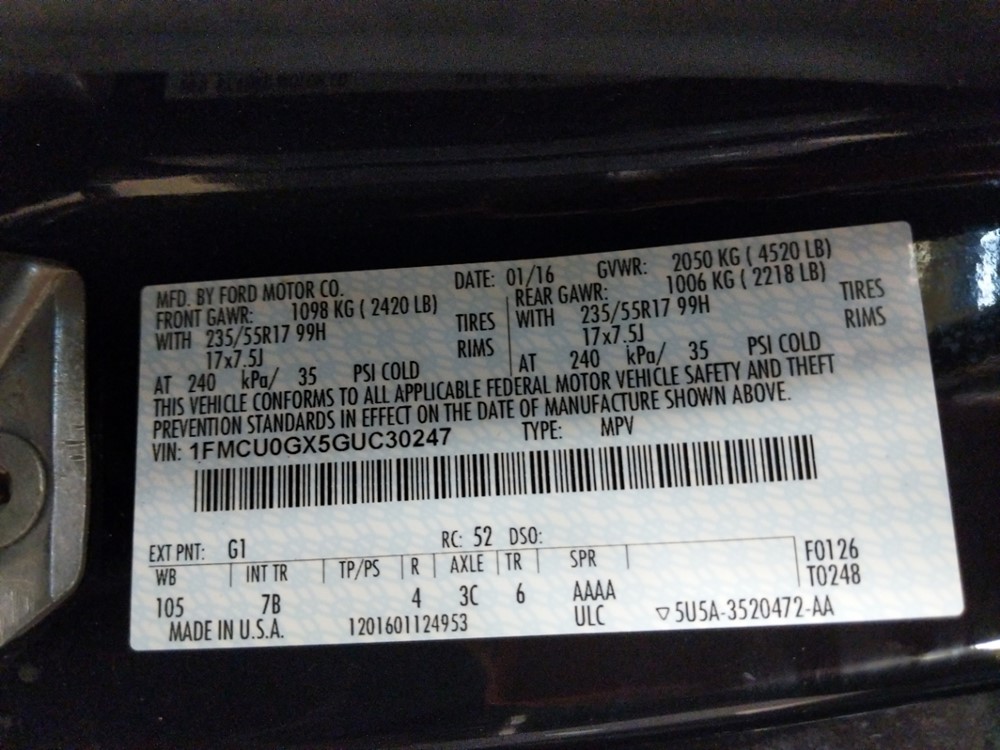 MFD. BY FORD MOTOR CO. DATE: 01/16 GVWR: 2050 KG ( 4520 LB)
FRONT GAWR: 1098 KG ( 2420 LB) REAR GAWR: 1006 KG ( 2218 LB)
WITH 235/55R17 99H TIRES WITH 235/55R17 99H TIRES
17x7.5J RIMS 17x7.5J RIMS
AT 240 kPa/ 35 PSI COLD AT 240 kPa/ 35 PSI COLD
THIS VEHICLE CONFORMS TO ALL APPLICABLE FEDERAL MOTOR VEHICLE SAFETY AND THEFT
PREVENTION STANDARDS IN EFFECT ON THE DATE OF MANUFACTURE SHOWN ABOVE.
VIN: 1FMCU0GX5GUC30247 TYPE: MPV
EXT PNT: G1 RC: 52 DSO:
WB INT TR TP/PS R AXLE TR SPR F0126
T0248
105 7B 4 3C 6 AAAA
MADE IN U.S.A. 1201601124953 ULC ▽5U5A-3520472-AA